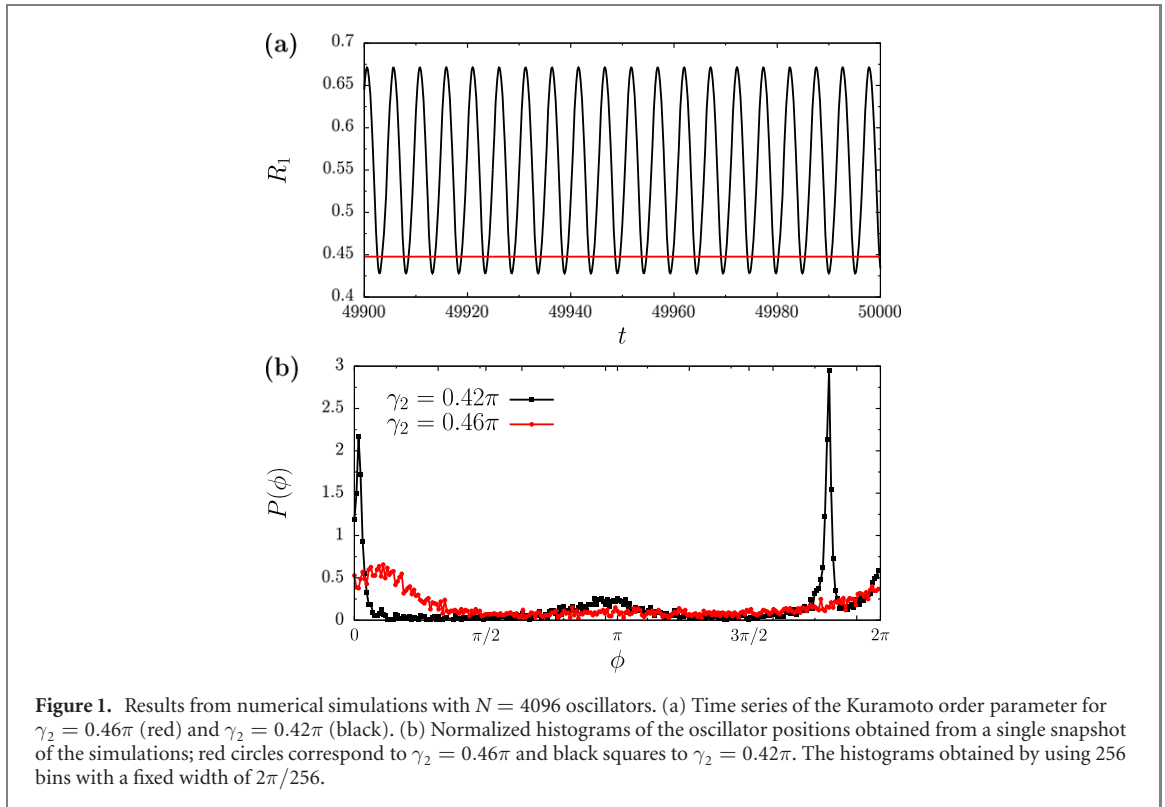 (a)
0.7
0.65
0.6
0.55
0.5
0.45
0.4
R₁
49900 49920 49940 49960 49980 50000
t
(b)
3
2.5
2
1.5
1
0.5
0
P(ϕ)
γ₂ = 0.42π
γ₂ = 0.46π
0 π/2 π 3π/2 2π
ϕ
Figure 1. Results from numerical simulations with N = 4096 oscillators. (a) Time series of the Kuramoto order parameter for
γ₂ = 0.46π (red) and γ₂ = 0.42π (black). (b) Normalized histograms of the oscillator positions obtained from a single snapshot
of the simulations; red circles correspond to γ₂ = 0.46π and black squares to γ₂ = 0.42π. The histograms obtained by using 256
bins with a fixed width of 2π/256.